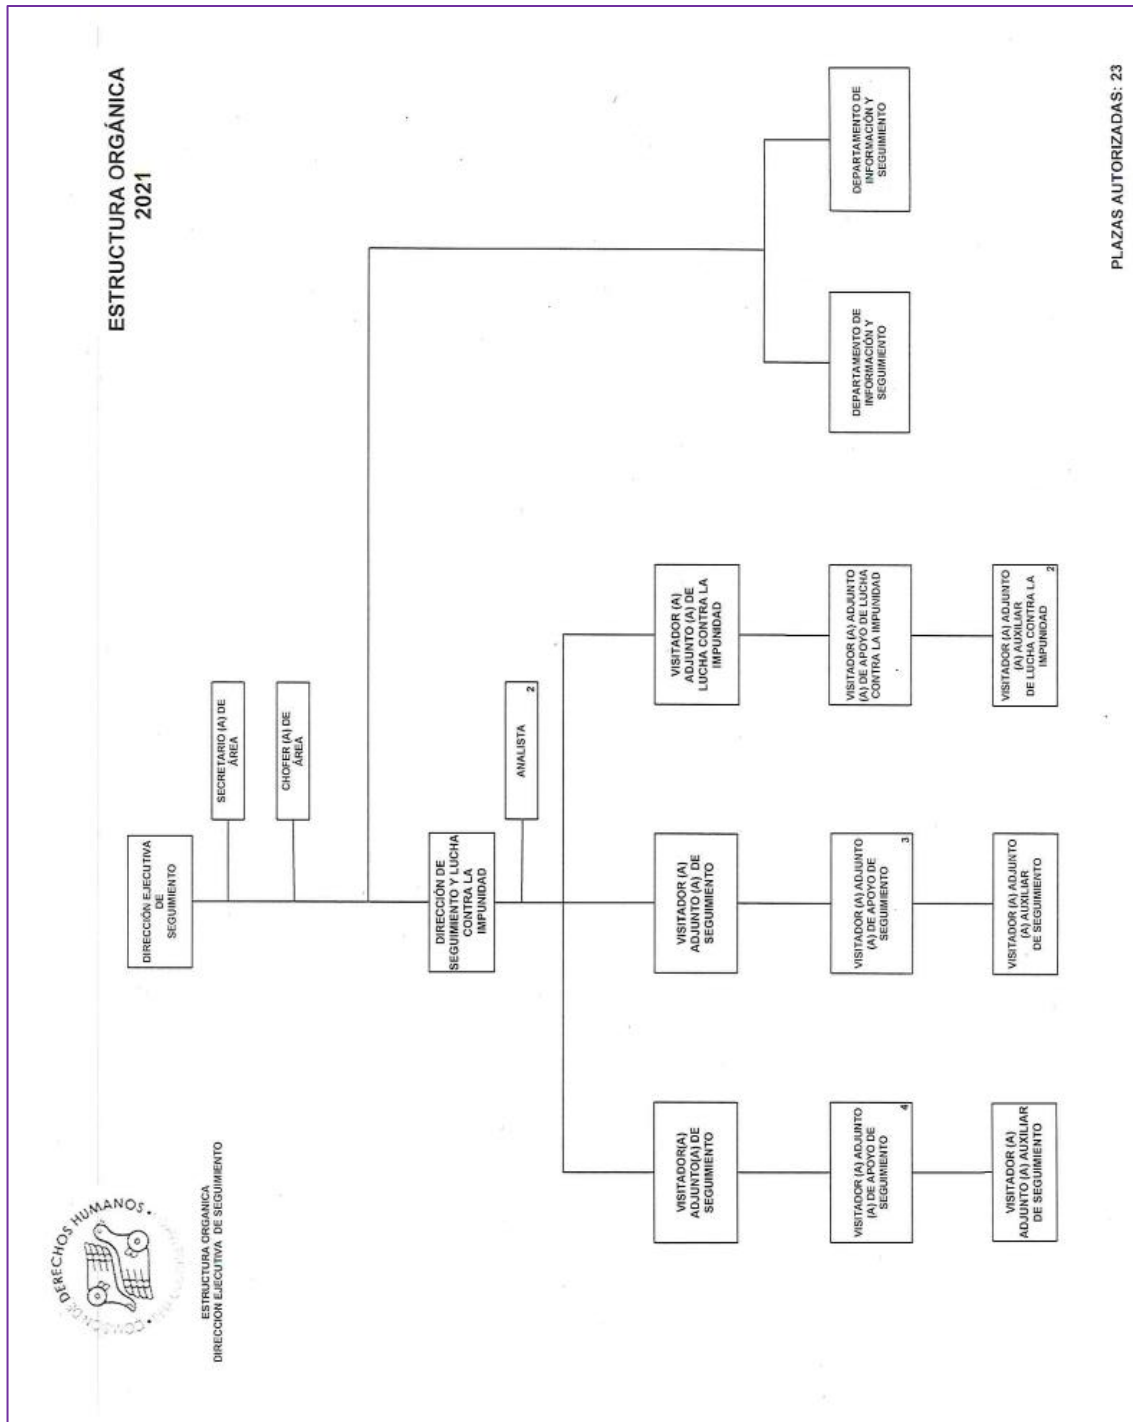 DERECHOS HUMANOS
ESTRUCTURA ORGÁNICA
2021
ESTRUCTURA ORGANICA
DIRECCION EJECUTIVA DE SEGUIMIENTO
DIRECCIÓN EJECUTIVA
DE
SEGUIMIENTO
SECRETARIO (A) DE
ÁREA
CHOFER (A) DE
ÁREA
DIRECCIÓN DE
SEGUIMIENTO Y LUCHA
CONTRA LA
IMPUNIDAD
ANALISTA
2
VISITADOR(A)
ADJUNTO(A) DE
SEGUIMIENTO
VISITADOR (A)
ADJUNTO (A) DE
SEGUIMIENTO
VISITADOR (A)
ADJUNTO (A) DE
LUCHA CONTRA LA
IMPUNIDAD
VISITADOR (A) ADJUNTO
(A) DE APOYO DE
SEGUIMIENTO
4
VISITADOR (A) ADJUNTO
(A) DE APOYO DE
SEGUIMIENTO
3
VISITADOR (A) ADJUNTO
(A) DE APOYO DE LUCHA
CONTRA LA IMPUNIDAD
DEPARTAMENTO DE
INFORMACIÓN Y
SEGUIMIENTO
DEPARTAMENTO DE
INFORMACIÓN Y
SEGUIMIENTO
VISITADOR (A)
ADJUNTO (A) AUXILIAR
DE SEGUIMIENTO
VISITADOR (A) ADJUNTO
(A) AUXILIAR
DE SEGUIMIENTO
VISITADOR (A) ADJUNTO
(A) AUXILIAR
DE LUCHA CONTRA LA
IMPUNIDAD
2
PLAZAS AUTORIZADAS: 23